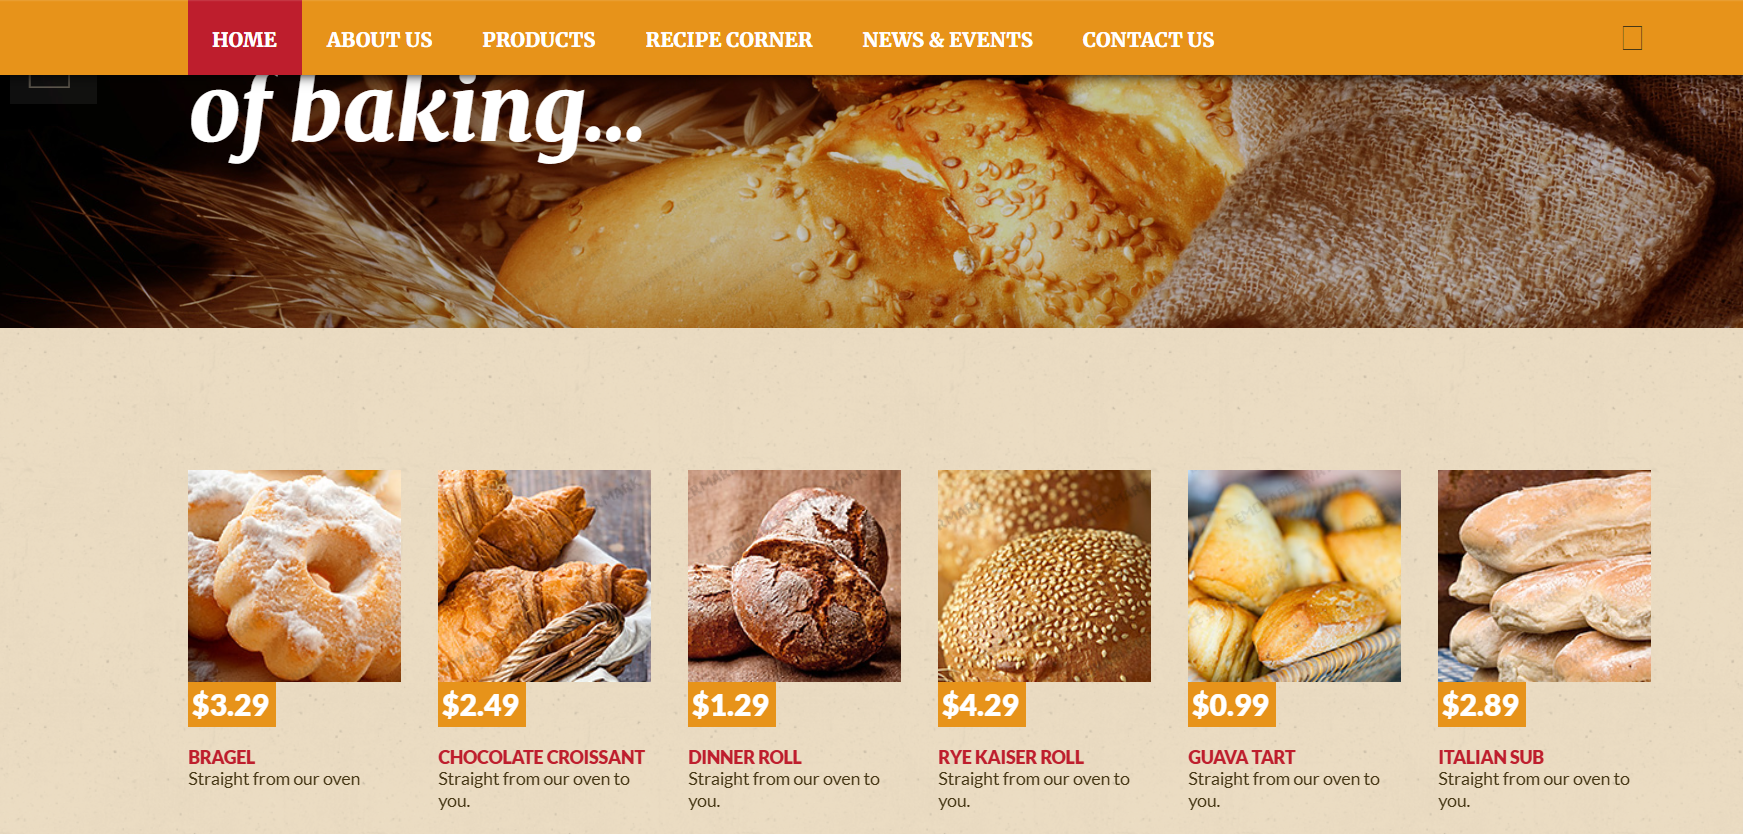 HOME ABOUT US PRODUCTS RECIPE CORNER NEWS & EVENTS CONTACT US
of baking...
$3.29 $2.49 $1.29 $4.29 $0.99 $2.89
BRAGEL CHOCOLATE CROISSANT DINNER ROLL RYE KAISER ROLL GUAVA TART ITALIAN SUB
Straight from our oven Straight from our oven to Straight from our oven to Straight from our oven to Straight from our oven to Straight from our oven to
you. you. you. you. you.